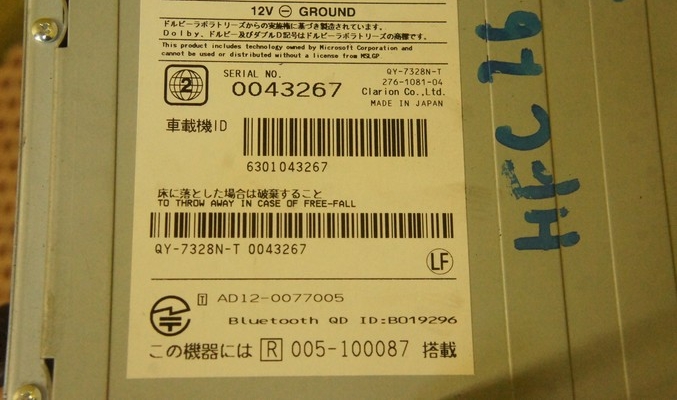 12V ⊖ GROUND
ドルビーラボラトリーズからの実施権に基づき製造されています。
Dolby、ドルビー及びダブルD記号はドルビーラボラトリーズの商標です。
This product includes technology owned by Microsoft Corporation and
cannot be used or distributed without a license from MSLGP
2
SERIAL NO.
0043267
QY-7328N-T
276-1081-04
Clarion Co.,Ltd.
MADE IN JAPAN
車載機ID
6301043267
床に落とした場合は破棄すること
TO THROW AWAY IN CASE OF FREE-FALL
QY-7328N-T 0043267
LF
T AD12-0077005
Bluetooth QD ID:B019296
この機器には R 005-100087 搭載